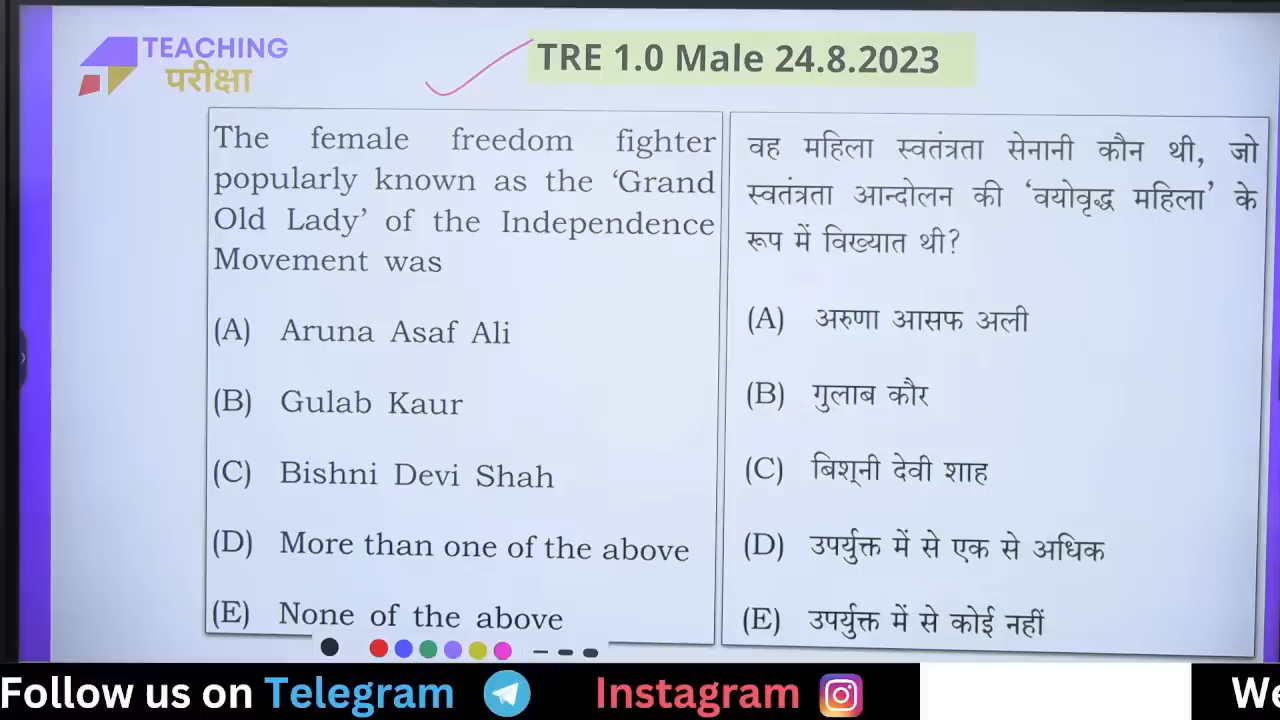 TEACHING
परीक्षा
TRE 1.0 Male 24.8.2023
The female freedom fighter
popularly known as the ‘Grand
Old Lady’ of the Independence
Movement was
(A) Aruna Asaf Ali
(B) Gulab Kaur
(C) Bishni Devi Shah
(D) More than one of the above
(E) None of the above
वह महिला स्वतंत्रता सेनानी कौन थी, जो
स्वतंत्रता आन्दोलन की ‘वयोवृद्ध महिला’ के
रूप में विख्यात थी?
(A) अरुणा आसफ अली
(B) गुलाब कौर
(C) बिश्‌नी देवी शाह
(D) उपर्युक्त में से एक से अधिक
(E) उपर्युक्त में से कोई नहीं
Follow us on Telegram Instagram We